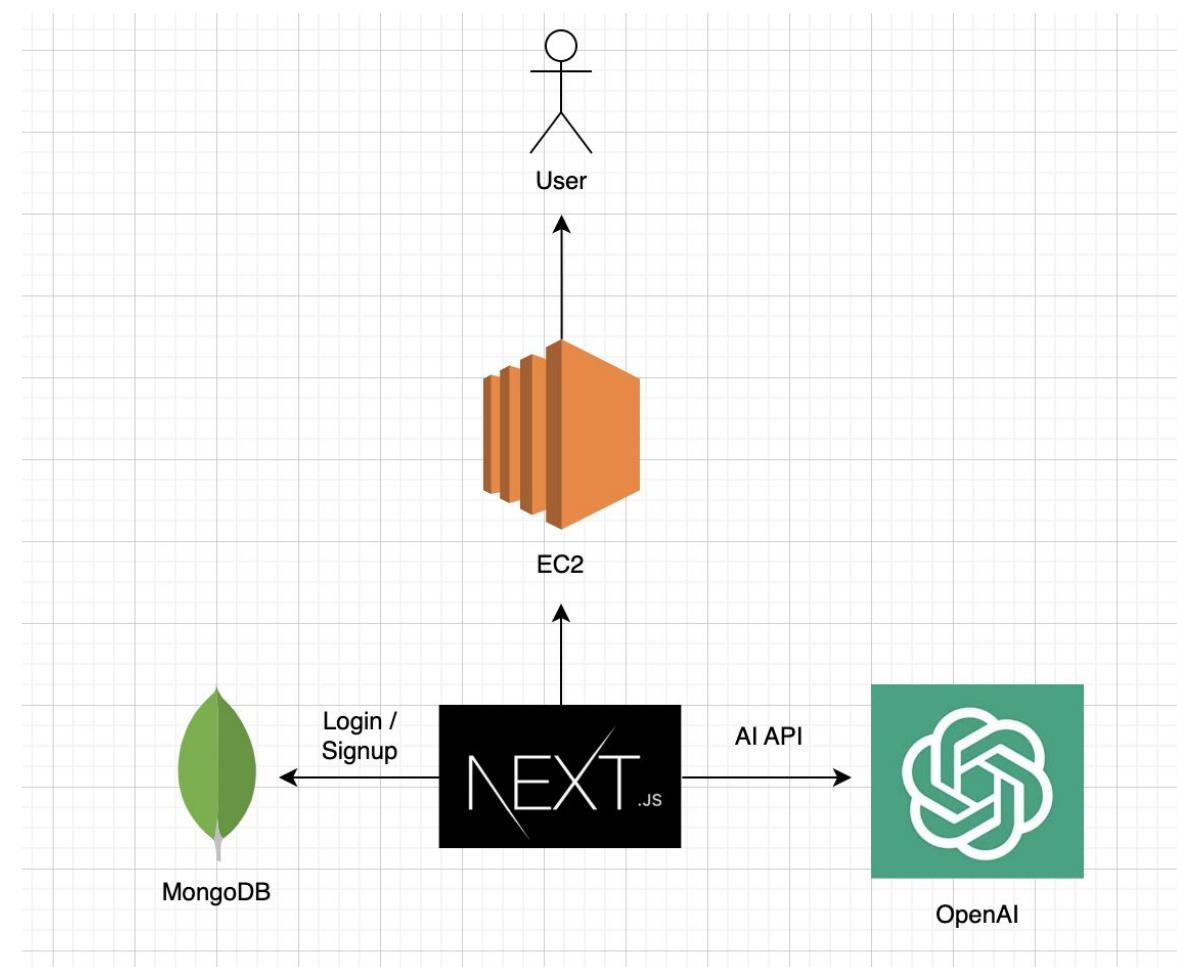 User
EC2
Login /
Signup
NEXT.JS
AI API
MongoDB
OpenAI